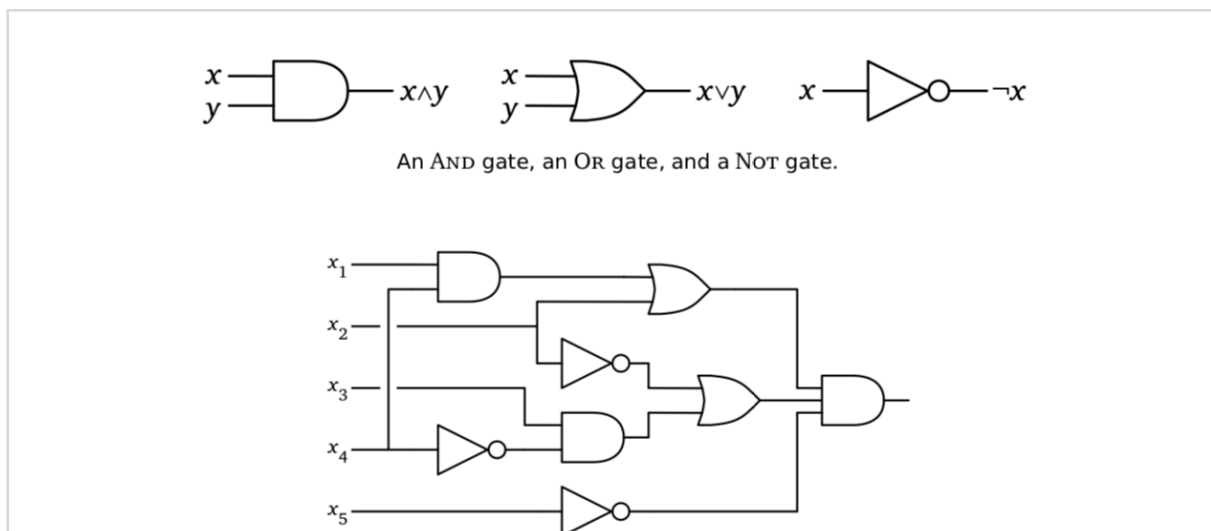 x y x∧y x y x∨y x ¬x
An AND gate, an OR gate, and a NOT gate.
x₁
x₂
x₃
x₄
x₅